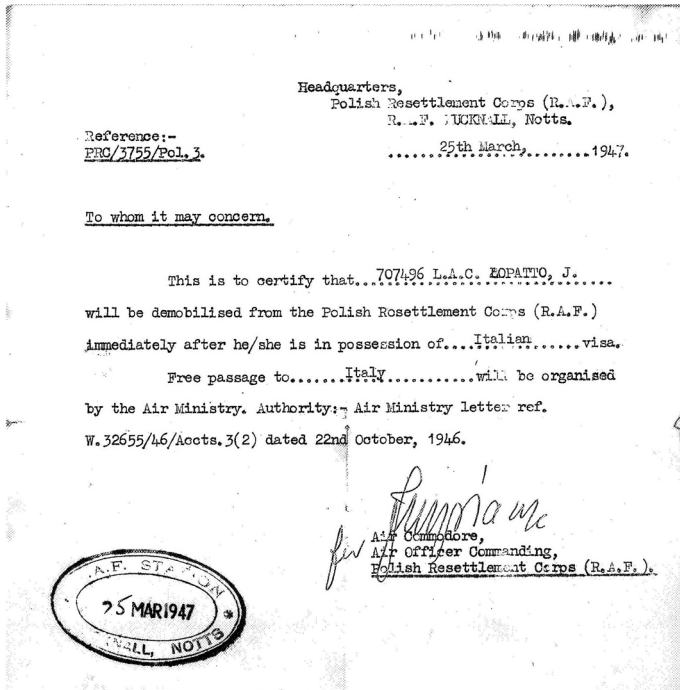 Headquarters,
Polish Resettlement Corps (R.A.F.),
R.A.F. HUCKNALL, Notts.
Reference:-
PRC/3755/Pol.3.
25th March, 1947.
To whom it may concern.
This is to certify that...707496 L.A.C. ŁOPATTO, J.
will be demobilised from the Polish Rosettlement Corps (R.A.F.)
immediately after he/she is in possession of....Italian......visa.
Free passage to......Italy..........will be organised
by the Air Ministry. Authority:- Air Ministry letter ref.
W.32655/46/Accts.3(2) dated 22nd October, 1946.
for
Air Commodore,
Air Officer Commanding,
Polish Resettlement Corps (R.A.F.).
A.F. STATION
25 MAR 1947
NALL, NOTTS *